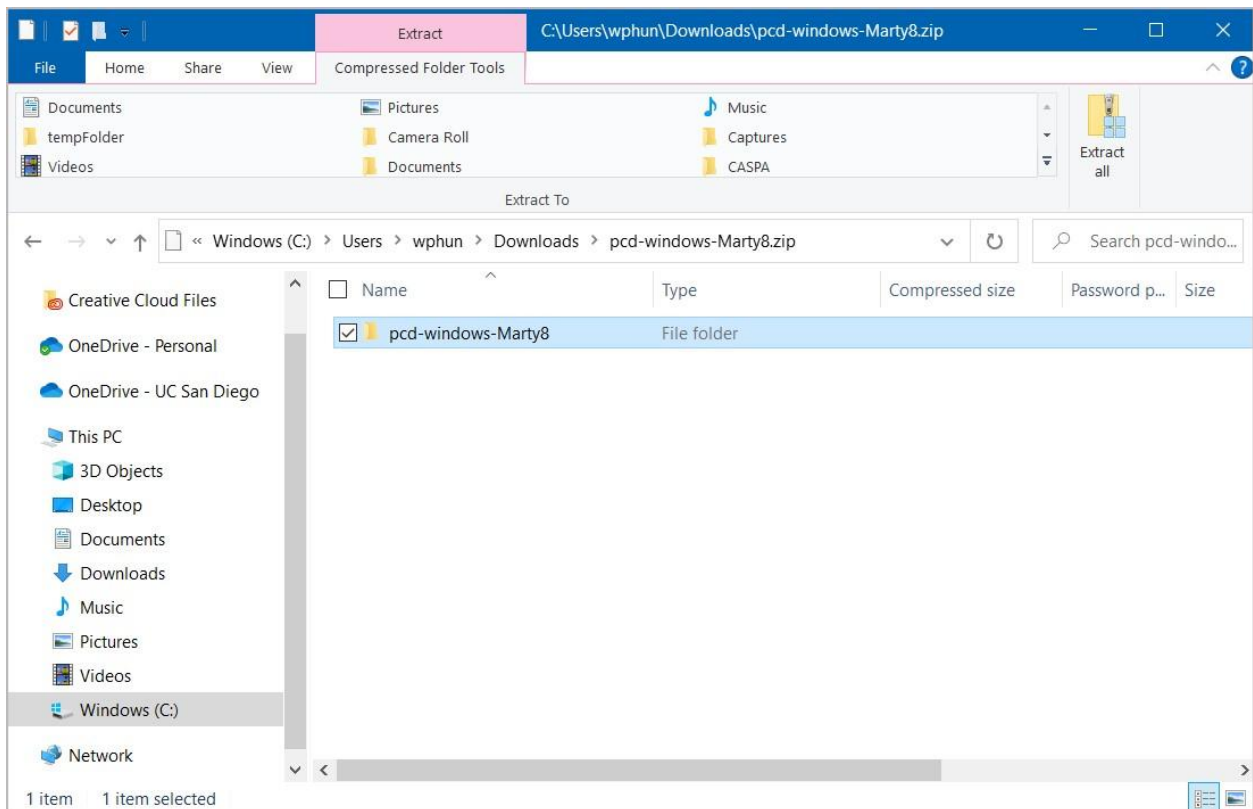 Extract C:\Users\wphun\Downloads\pcd-windows-Marty8.zip
File Home Share View Compressed Folder Tools
Documents Pictures Music
tempFolder Camera Roll Captures
Videos Documents CASPA
Extract all
Extract To
« Windows (C:) > Users > wphun > Downloads > pcd-windows-Marty8.zip Search pcd-windo...
Name Type Compressed size Password p... Size
pcd-windows-Marty8 File folder
Creative Cloud Files
OneDrive - Personal
OneDrive - UC San Diego
This PC
3D Objects
Desktop
Documents
Downloads
Music
Pictures
Videos
Windows (C:)
Network
1 item 1 item selected